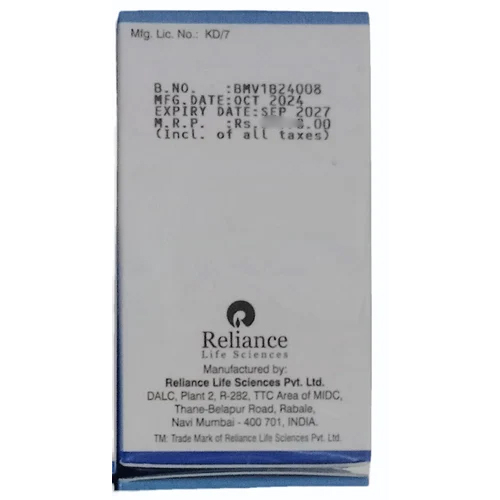 Mfg. Lic. No.: KD/7
B.NO. :BMV1B24008
MFG.DATE:OCT 2024
EXPIRY DATE:SEP 2027
M.R.P. :Rs. .00
(Incl. of all taxes)
Reliance
Life Sciences
Manufactured by:
Reliance Life Sciences Pvt. Ltd.
DALC, Plant 2, R-282, TTC Area of MIDC,
Thane-Belapur Road, Rabale,
Navi Mumbai - 400 701, INDIA.
TM: Trade Mark of Reliance Life Sciences Pvt. Ltd.